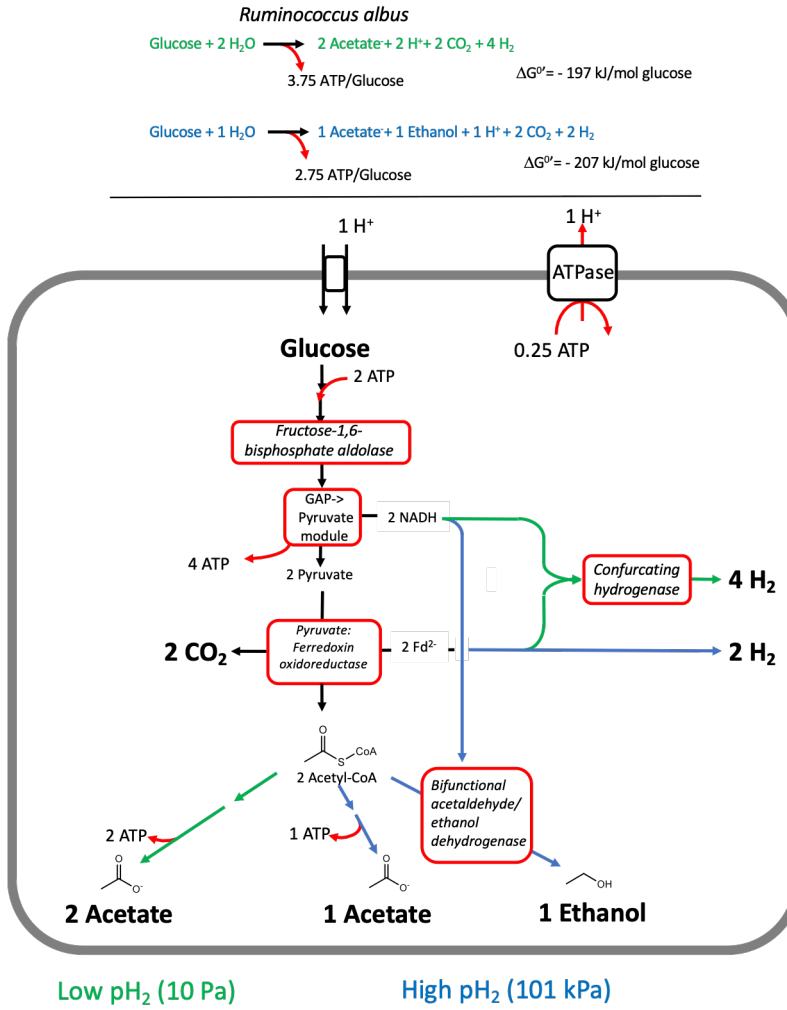 Ruminococcus albus
Glucose + 2 H₂O → 2 Acetate⁻+ 2 H⁺+ 2 CO₂ + 4 H₂
3.75 ATP/Glucose
ΔG⁰′= - 197 kJ/mol glucose
Glucose + 1 H₂O → 1 Acetate⁻+ 1 Ethanol + 1 H⁺ + 2 CO₂ + 2 H₂
2.75 ATP/Glucose
ΔG⁰′= - 207 kJ/mol glucose
1 H⁺
1 H⁺
ATPase
0.25 ATP
Glucose
2 ATP
Fructose-1,6-
bisphosphate aldolase
GAP->
Pyruvate
module
2 NADH
4 ATP
2 Pyruvate
Confurcating
hydrogenase
4 H₂
Pyruvate:
Ferredoxin
oxidoreductase
2 CO₂
2 Fd²⁻
2 H₂
O
S
CoA
2 Acetyl-CoA
Bifunctional
acetaldehyde/
ethanol
dehydrogenase
2 ATP
1 ATP
O
O⁻
O
O⁻
OH
2 Acetate
1 Acetate
1 Ethanol
Low pH₂ (10 Pa)
High pH₂ (101 kPa)